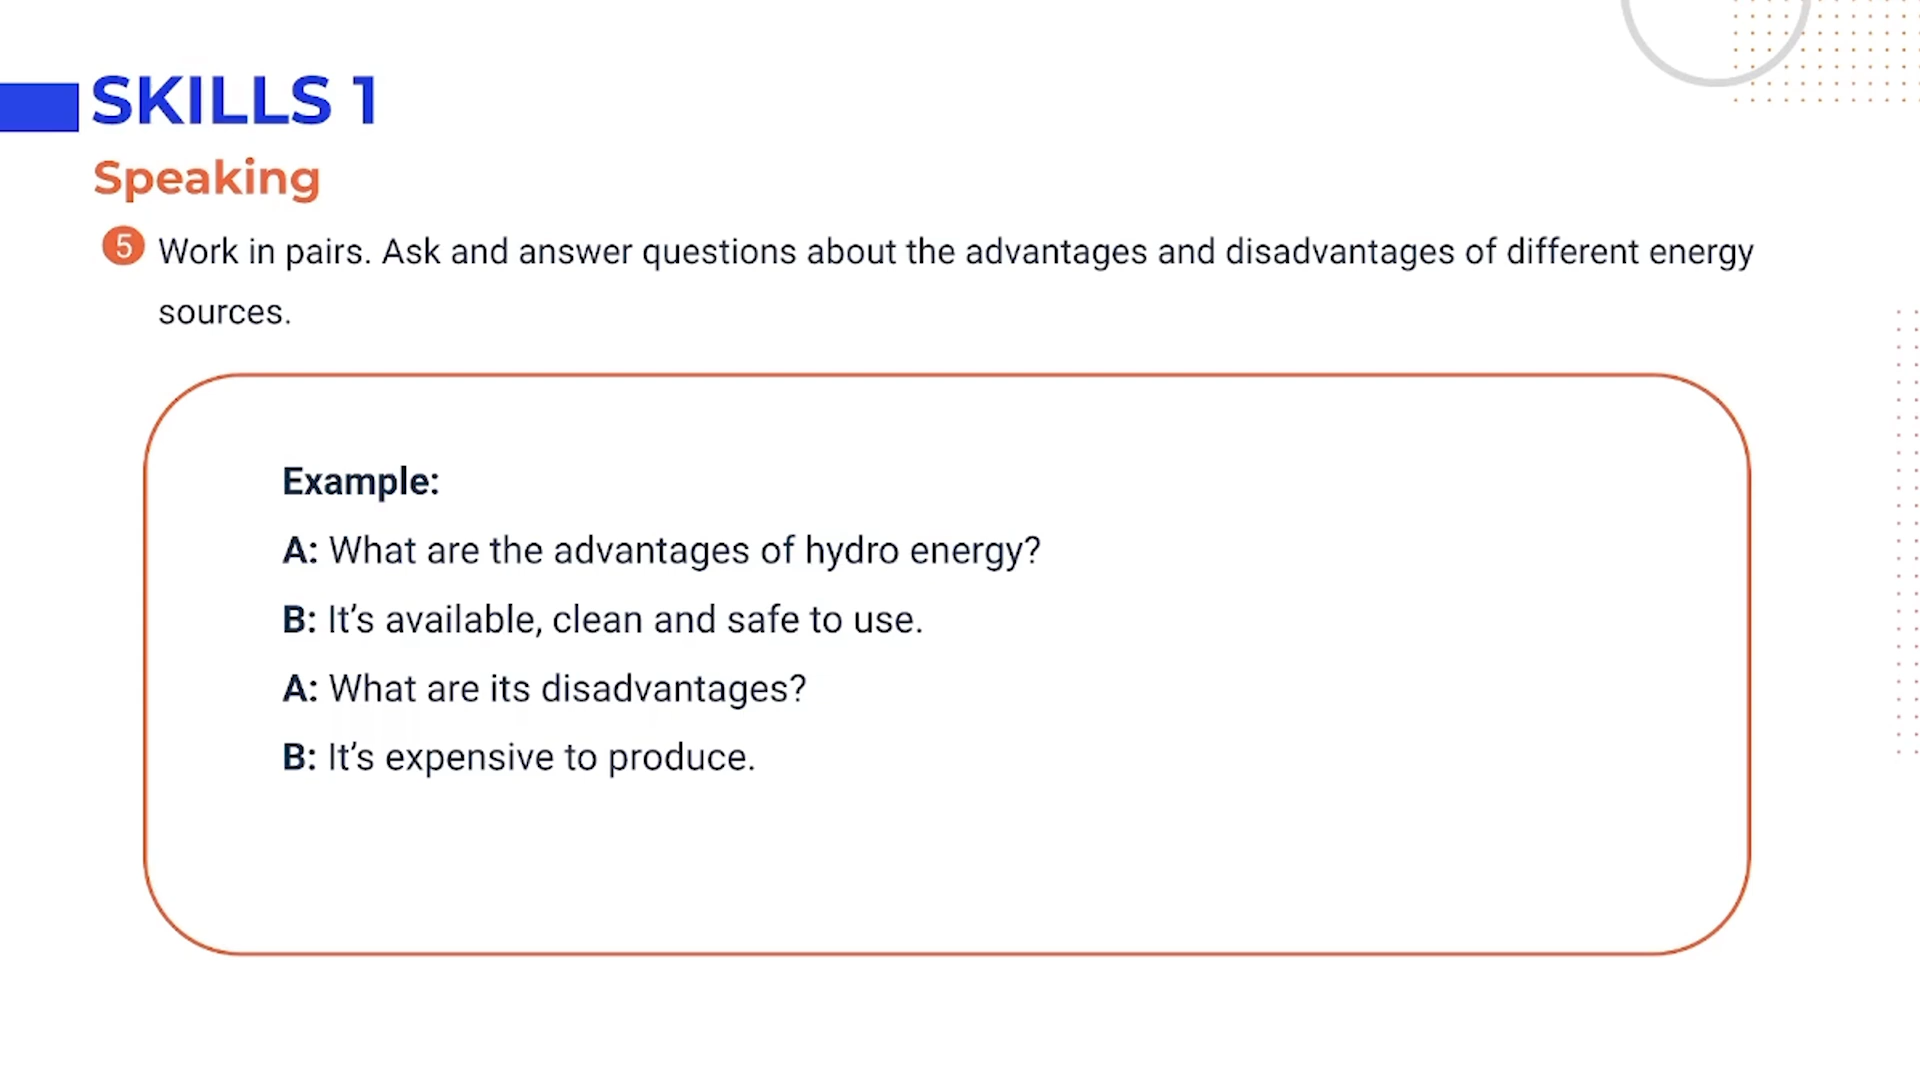 SKILLS 1
Speaking
5 Work in pairs. Ask and answer questions about the advantages and disadvantages of different energy
sources.
Example:
A: What are the advantages of hydro energy?
B: It’s available, clean and safe to use.
A: What are its disadvantages?
B: It’s expensive to produce.